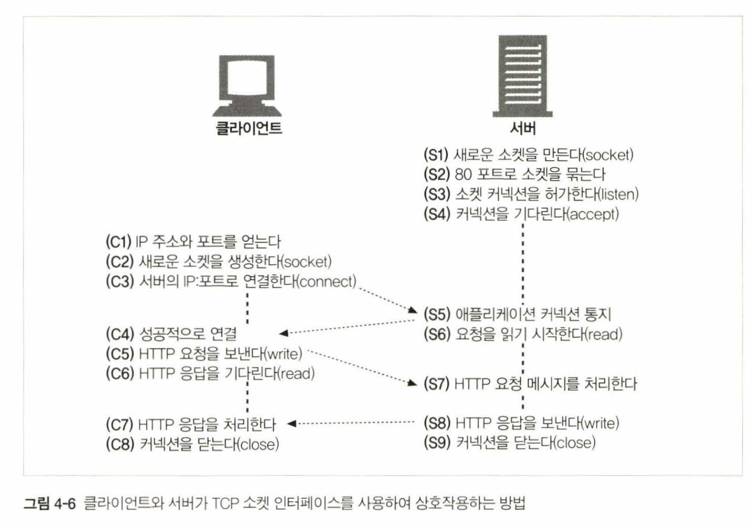 클라이언트
서버
(S1) 새로운 소켓을 만든다(socket)
(S2) 80 포트로 소켓을 묶는다
(S3) 소켓 커넥션을 허가한다(listen)
(S4) 커넥션을 기다린다(accept)
(C1) IP 주소와 포트를 얻는다
(C2) 새로운 소켓을 생성한다(socket)
(C3) 서버의 IP:포트로 연결한다(connect)
(S5) 애플리케이션 커넥션 통지
(S6) 요청을 읽기 시작한다(read)
(C4) 성공적으로 연결
(C5) HTTP 요청을 보낸다(write)
(C6) HTTP 응답을 기다린다(read)
(S7) HTTP 요청 메시지를 처리한다
(C7) HTTP 응답을 처리한다
(C8) 커넥션을 닫는다(close)
(S8) HTTP 응답을 보낸다(write)
(S9) 커넥션을 닫는다(close)
그림 4-6 클라이언트와 서버가 TCP 소켓 인터페이스를 사용하여 상호작용하는 방법